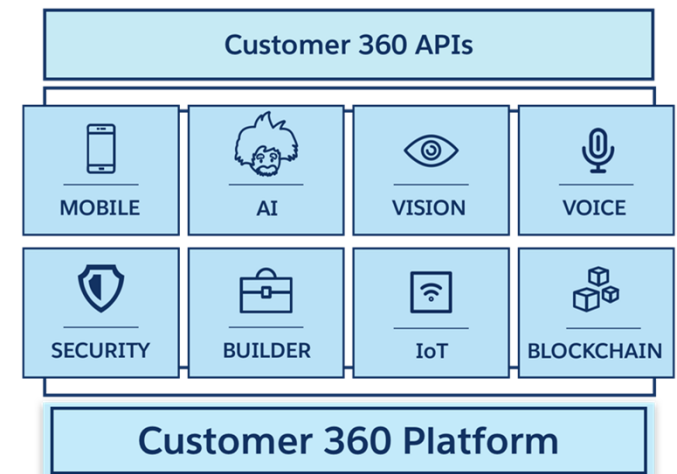 Customer 360 APIs
MOBILE
AI
VISION
VOICE
SECURITY
BUILDER
IoT
BLOCKCHAIN
Customer 360 Platform